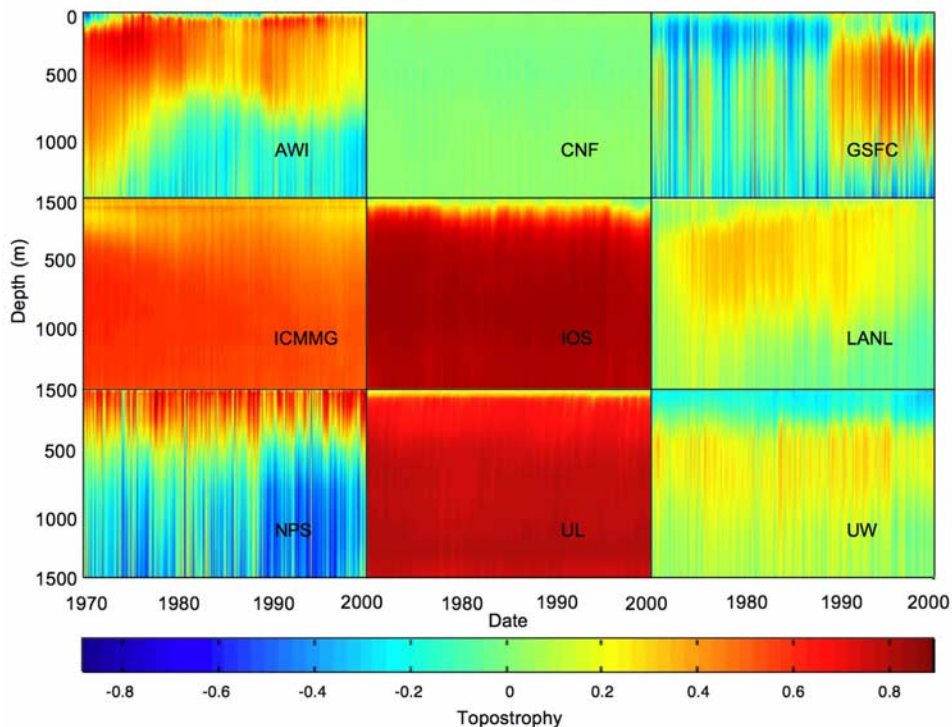 0
500
1000
AWI
CNF
GSFC
Depth (m)
1500
500
1000
ICMMG
IOS
LANL
1500
500
1000
1500
NPS
UL
UW
1970 1980 1990 2000 1980 1990 2000 1980 1990 2000
Date
-0.8 -0.6 -0.4 -0.2 0 0.2 0.4 0.6 0.8
Topostrophy